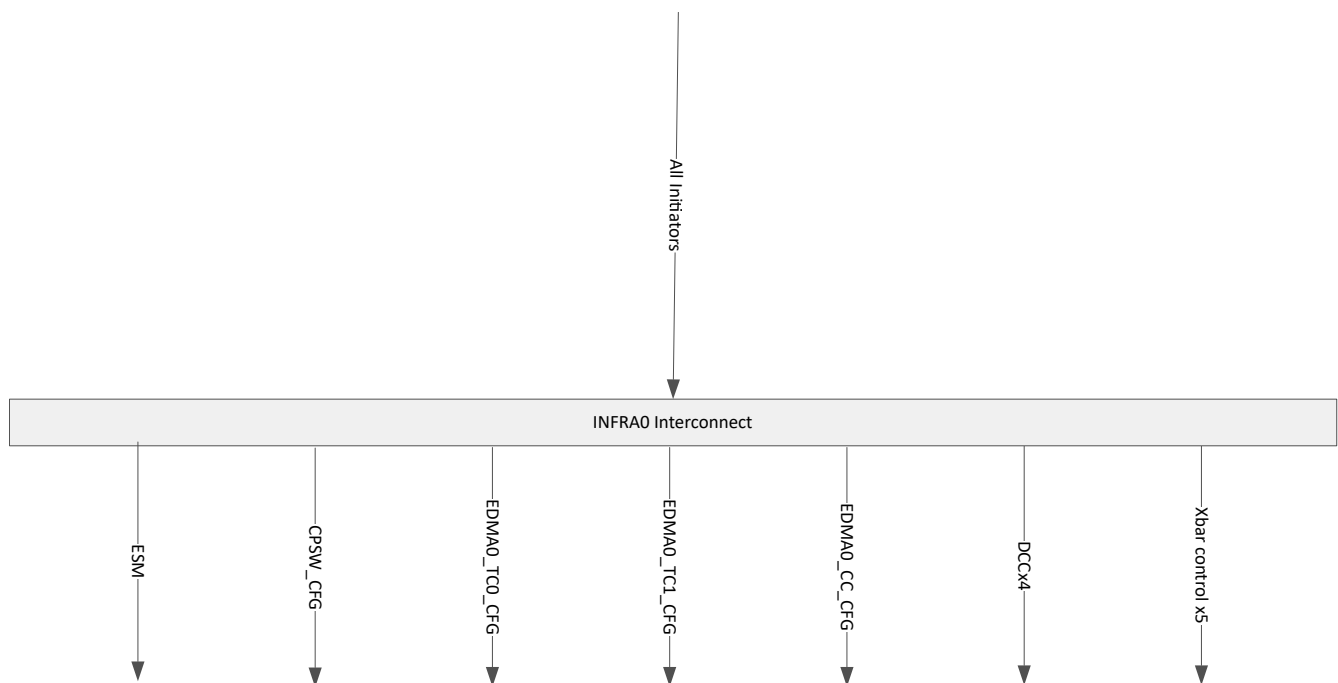 All Initiators
INFRA0 Interconnect
ESM
CPSW_CFG
EDMA0_TC0_CFG
EDMA0_TC1_CFG
EDMA0_CC_CFG
DCCx4
Xbar control x5